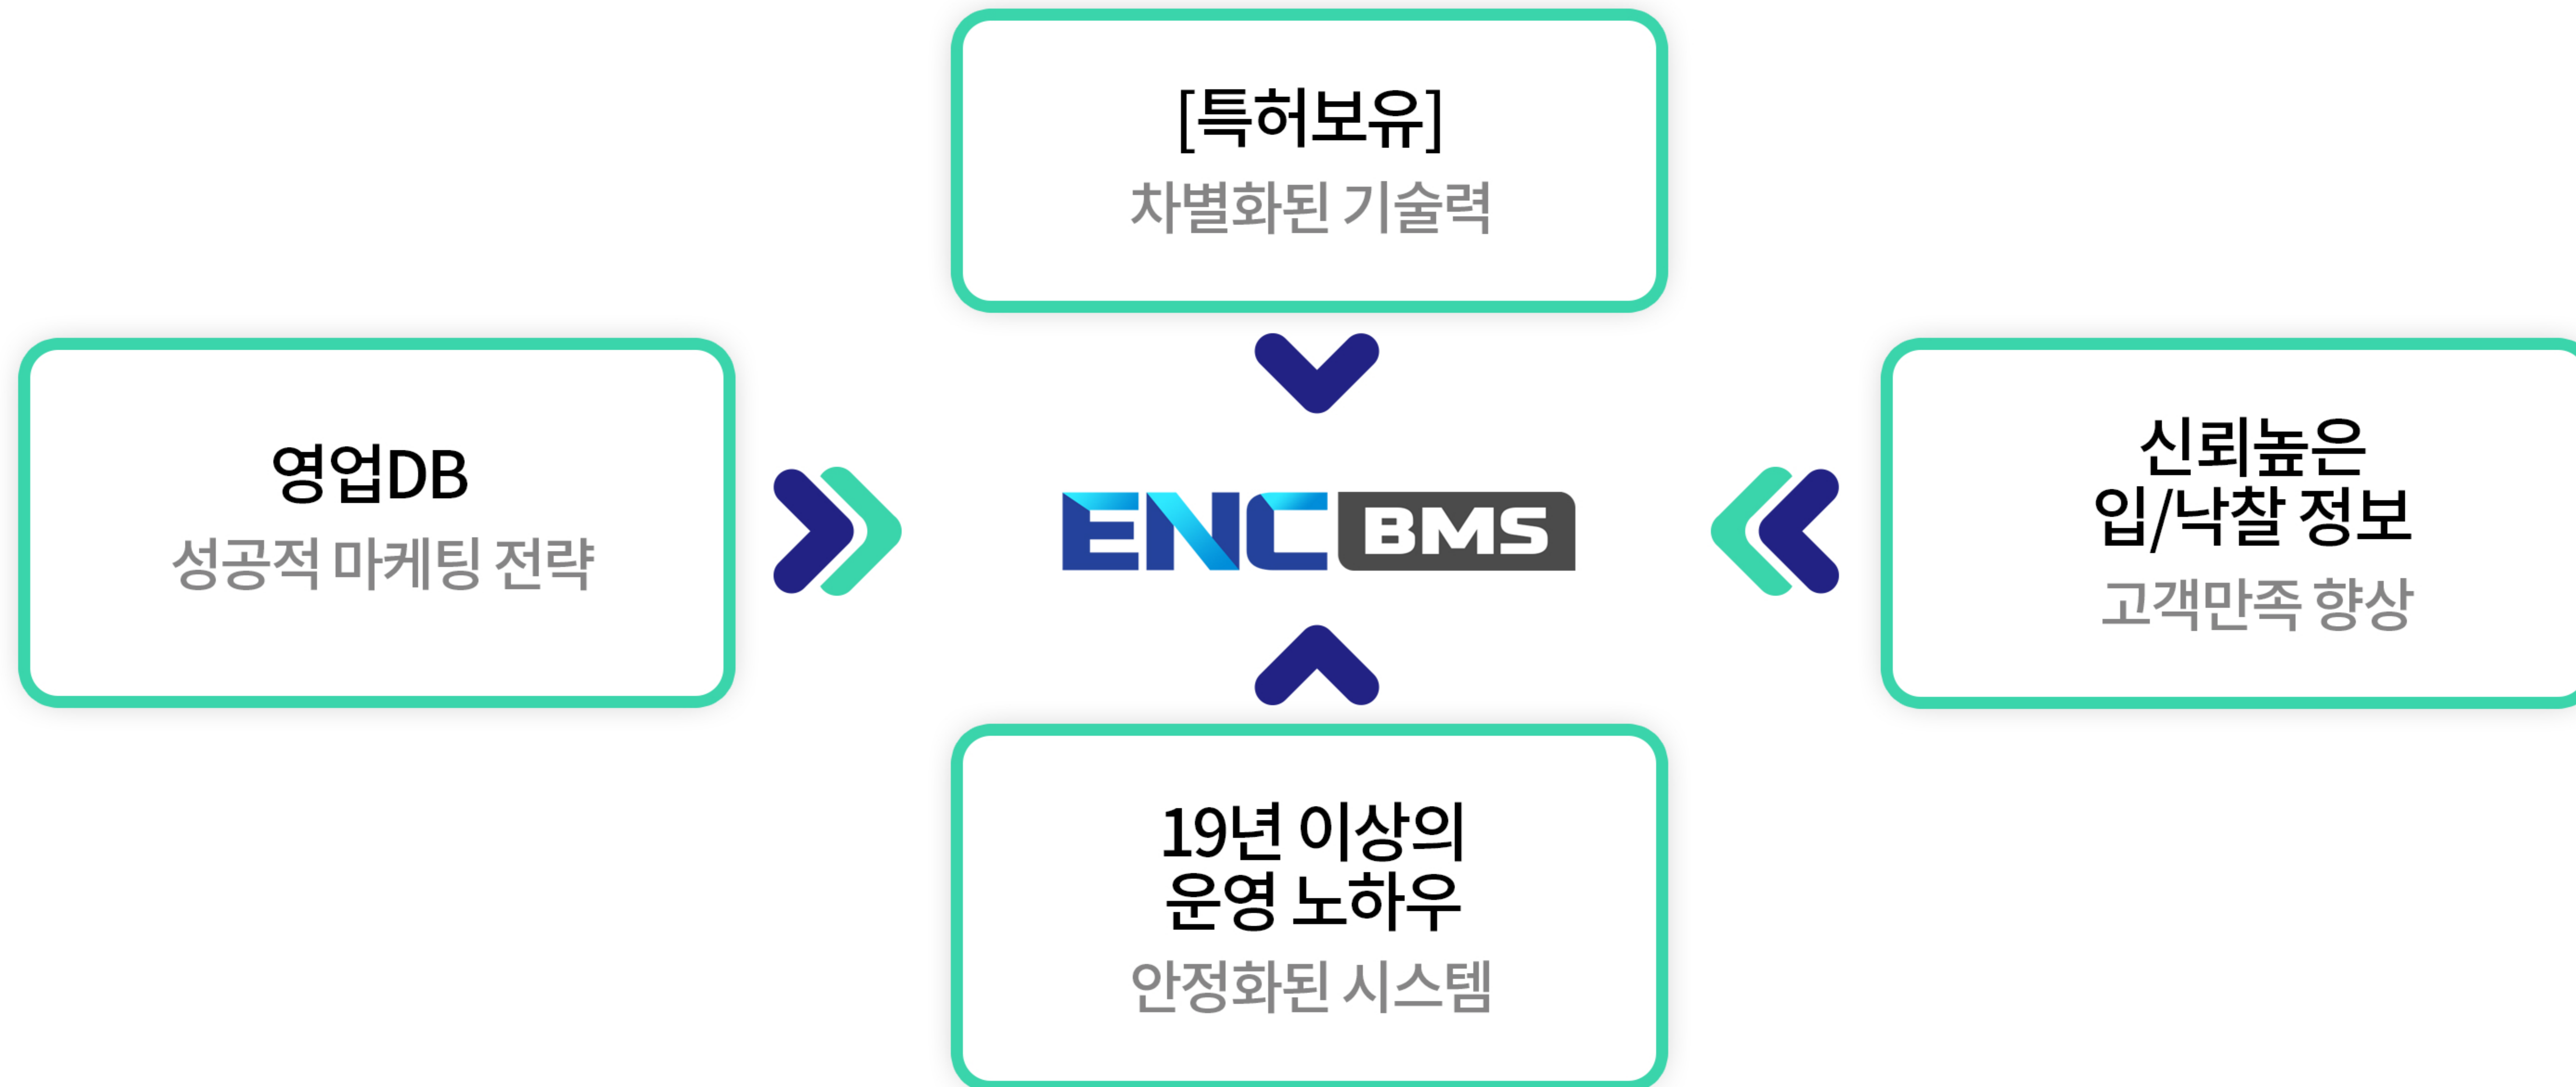 [특허보유]
차별화된 기술력
영업DB
성공적 마케팅 전략
ENC BMS
신뢰높은
입/낙찰 정보
고객만족 향상
19년 이상의
운영 노하우
안정화된 시스템